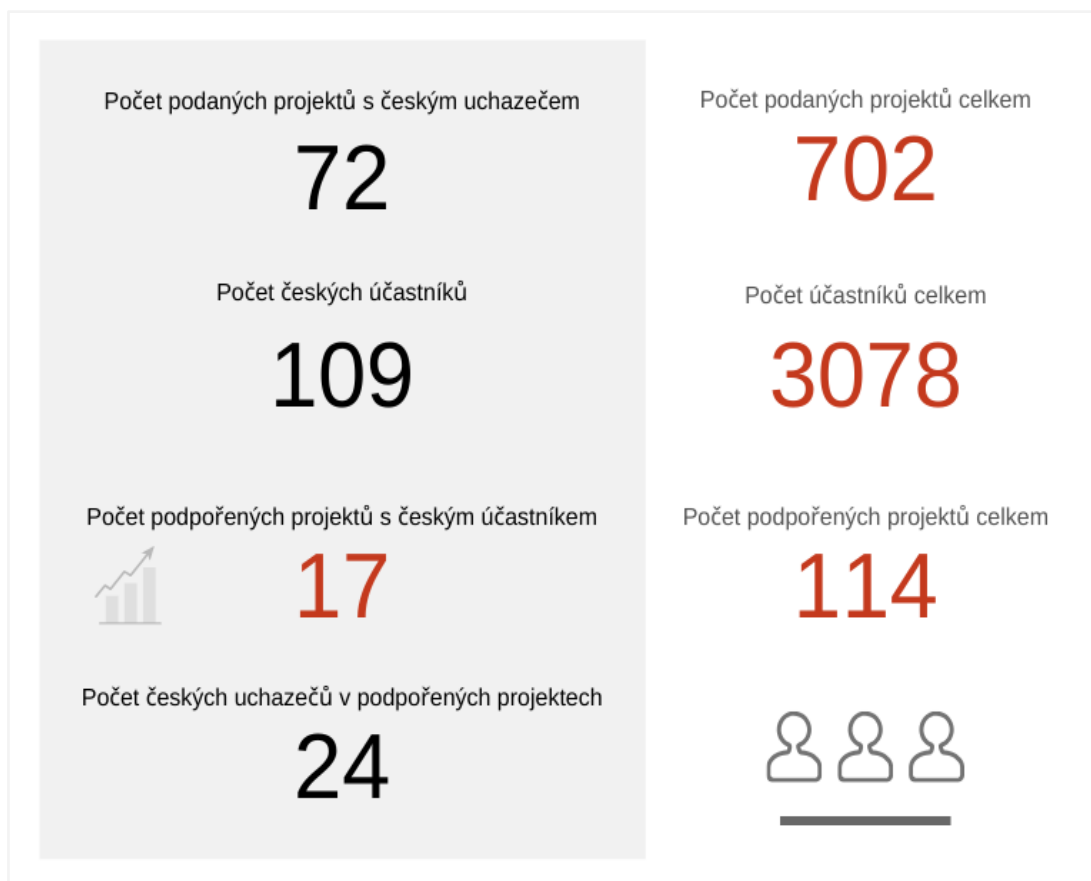 Počet podaných projektů s českým uchazečem
72
Počet českých účastníků
109
Počet podpořených projektů s českým účastníkem
17
Počet českých uchazečů v podpořených projektech
24
Počet podaných projektů celkem
702
Počet účastníků celkem
3078
Počet podpořených projektů celkem
114